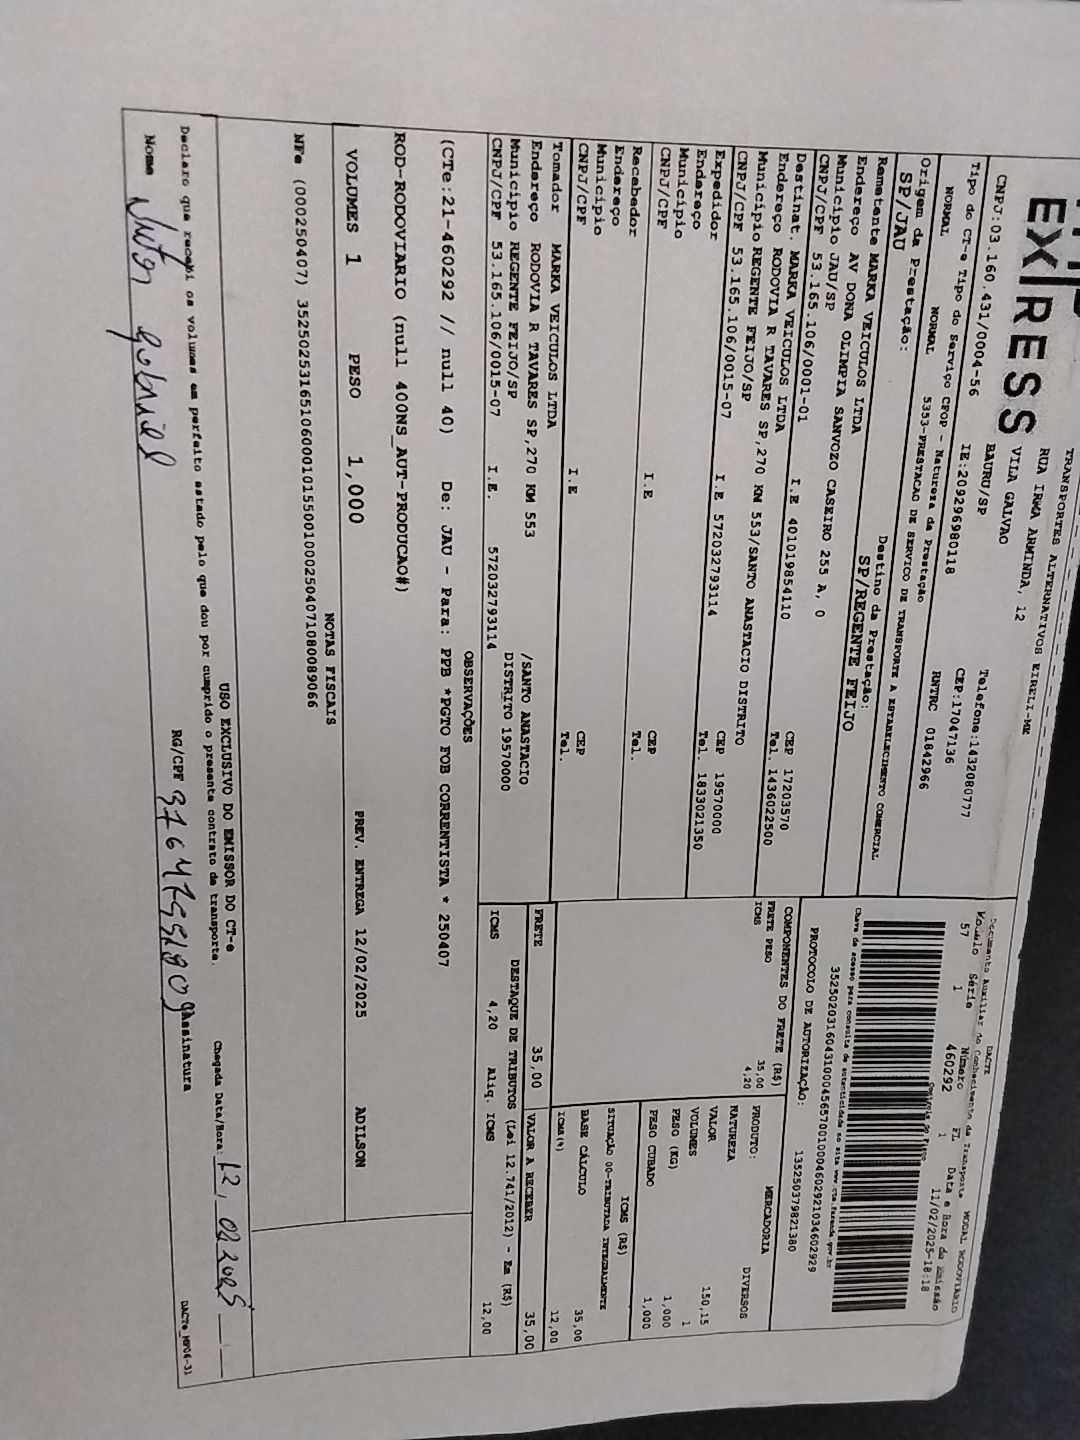 EXPRESS
TRANSPORTES ALTERNATIVOS EIRELI-ME
RUA IRMA ARMINDA, 12
VILA GALVAO
BAURU/SP
Telefone:1432080777
CEP:17047136
CNPJ:03.160.431/0004-56 IE:209296980118 RNTRC 01842966
Tipo do CT-e Tipo do Serviço CFOP - Natureza da Prestação
NORMAL NORMAL 5353-PRESTACAO DE SERVICO DE TRANSPORTE A ESTABELECIMENTO COMERCIAL
Origem da Prestação: Destino da Prestação:
SP/JAU SP/REGENTE FEIJO
Remetente MARKA VEICULOS LTDA
Endereço AV DONA OLIMPIA SANVOZO CASEIRO 255 A, 0
Município JAU/SP CEP 17203570
CNPJ/CPF 53.165.106/0001-01 I.E 401019854110 Tel. 1436022500
Destinat. MARKA VEICULOS LTDA
Endereço RODOVIA R TAVARES SP,270 KM 553/SANTO ANASTACIO DISTRITO
Município REGENTE FEIJO/SP CEP 19570000
CNPJ/CPF 53.165.106/0015-07 I.E 572032793114 Tel. 1833021350
Expedidor
Endereço
Município CEP
CNPJ/CPF I.E Tel.
Recebedor
Endereço
Município CEP
CNPJ/CPF I.E Tel.
Tomador MARKA VEICULOS LTDA
Endereço RODOVIA R TAVARES SP,270 KM 553 /SANTO ANASTACIO
Município REGENTE FEIJO/SP DISTRITO 19570000
CNPJ/CPF 53.165.106/0015-07 I.E. 572032793114
DACTE MODAL RODOVIÁRIO
Documento Auxiliar do Conhecimento de Transporte
Modelo Série Número FL Data e Hora de Emissão
57 1 460292 1 11/02/2025-18:18
Controle do Fisco
Chave de acesso para consulta de autenticidade no site www.cte.fazenda.gov.br
35250203160431000456570010004602921034602929
PROTOCOLO DE AUTORIZAÇÃO: 135250379821380
COMPONENTES DO FRETE (R$)
FRETE PESO 35,00
ICMS 4,20
PRODUTO: MERCADORIA
NATUREZA DIVERSOS
VALOR 150,15
VOLUMES 1
PESO (KG) 1,000
PESO CUBADO 1,000
ICMS (R$)
SITUAÇÃO 00-TRIBUTADA INTEGRALMENTE
BASE CÁLCULO 35,00
ICMS(%) 12,00
FRETE 35,00 VALOR A RECEBER 35,00
DESTAQUE DE TRIBUTOS (Lei 12.741/2012) - Em (R$)
ICMS 4,20 Aliq. ICMS 12,00
OBSERVAÇÕES
(CTe:21-460292 // null 40) De: JAU - Para: PPB *PGTO FOB CORRENTISTA * 250407
ROD-RODOVIARIO (null 400NS_AUT-PRODUCAO#)
VOLUMES 1 PESO 1,000 PREV. ENTREGA 12/02/2025 ADILSON
NOTAS FISCAIS
NFe (000250407) 35250253165106000101550010002504071080089066
USO EXCLUSIVO DO EMISSOR DO CT-e
Declaro que recebi os volumes em perfeito estado pelo que dou por cumprido o presente contrato de transporte. Chegada Data/Hora: 12, 02 2025
Nome RG/CPF Assinatura
DACTe_MP04-31